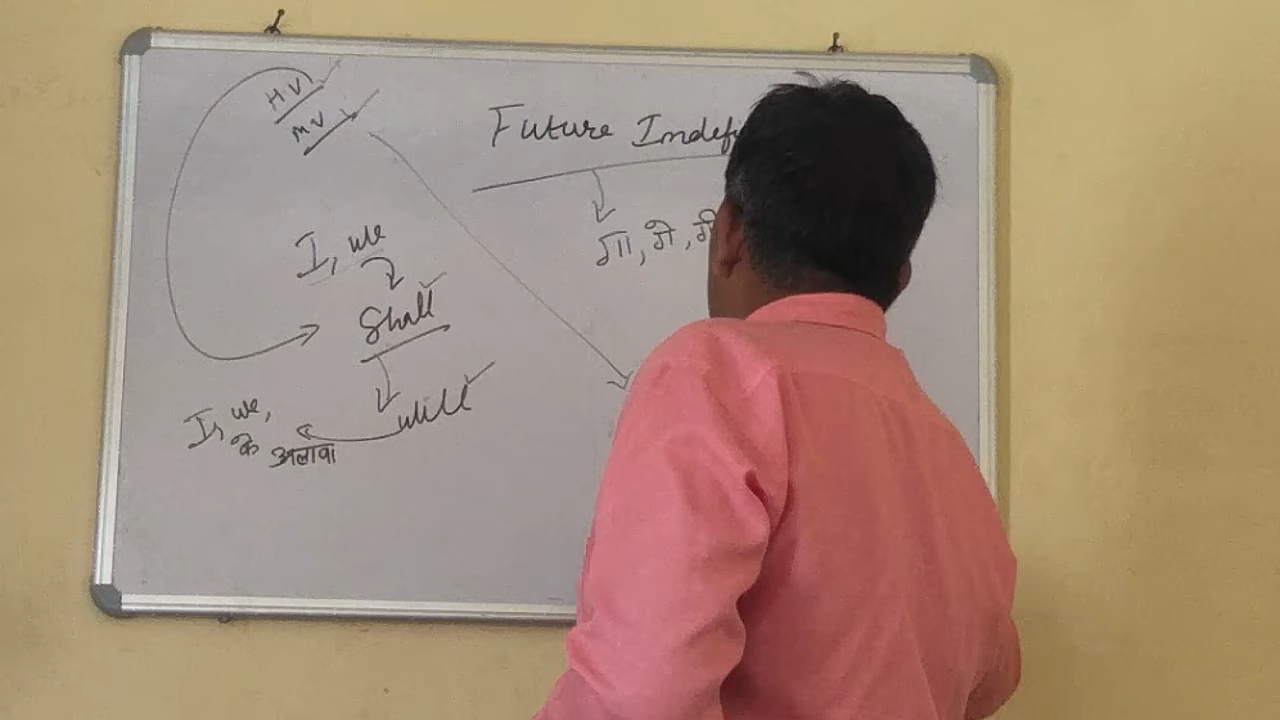 HV
MV
Future Indefi
गा, गे, गी
I, we
Shall
will
I, we,
के अलावा